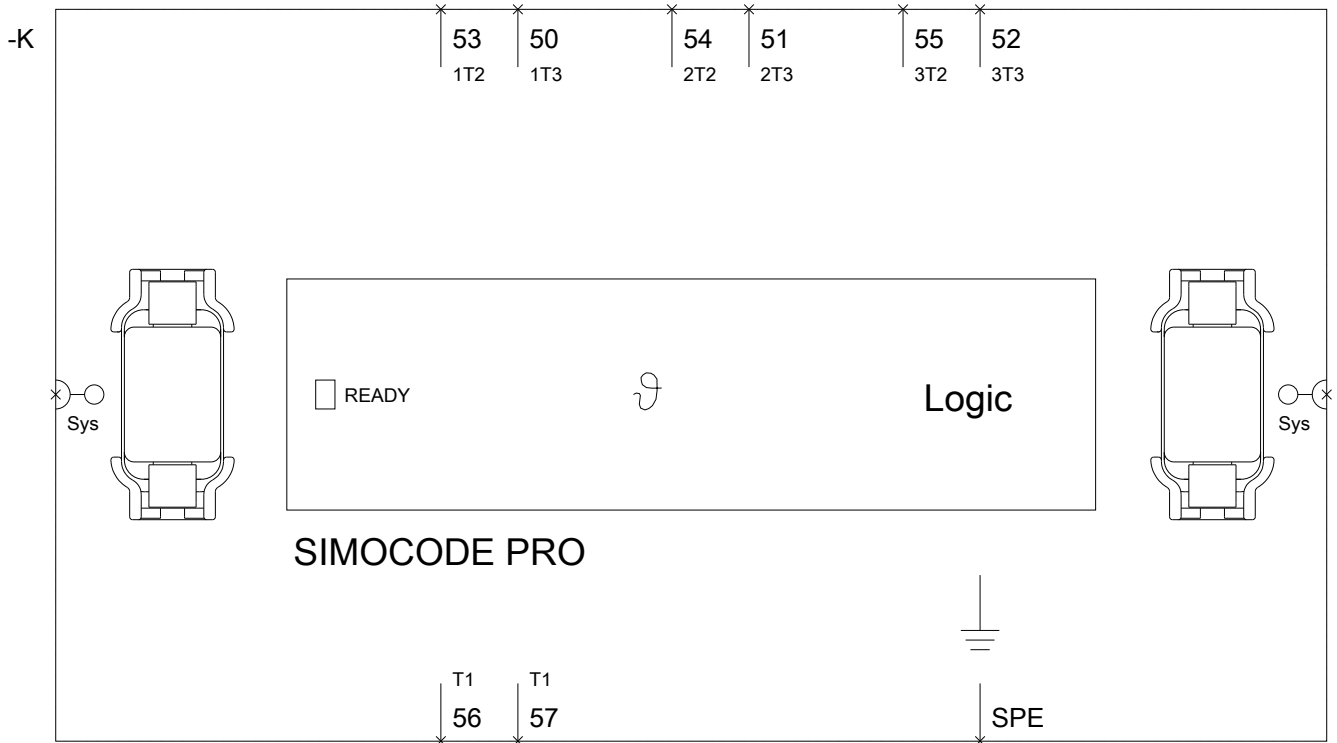 -K
53 50 54 51 55 52
1T2 1T3 2T2 2T3 3T2 3T3
READY ϑ Logic
Sys Sys
SIMOCODE PRO
T1 T1
56 57 SPE